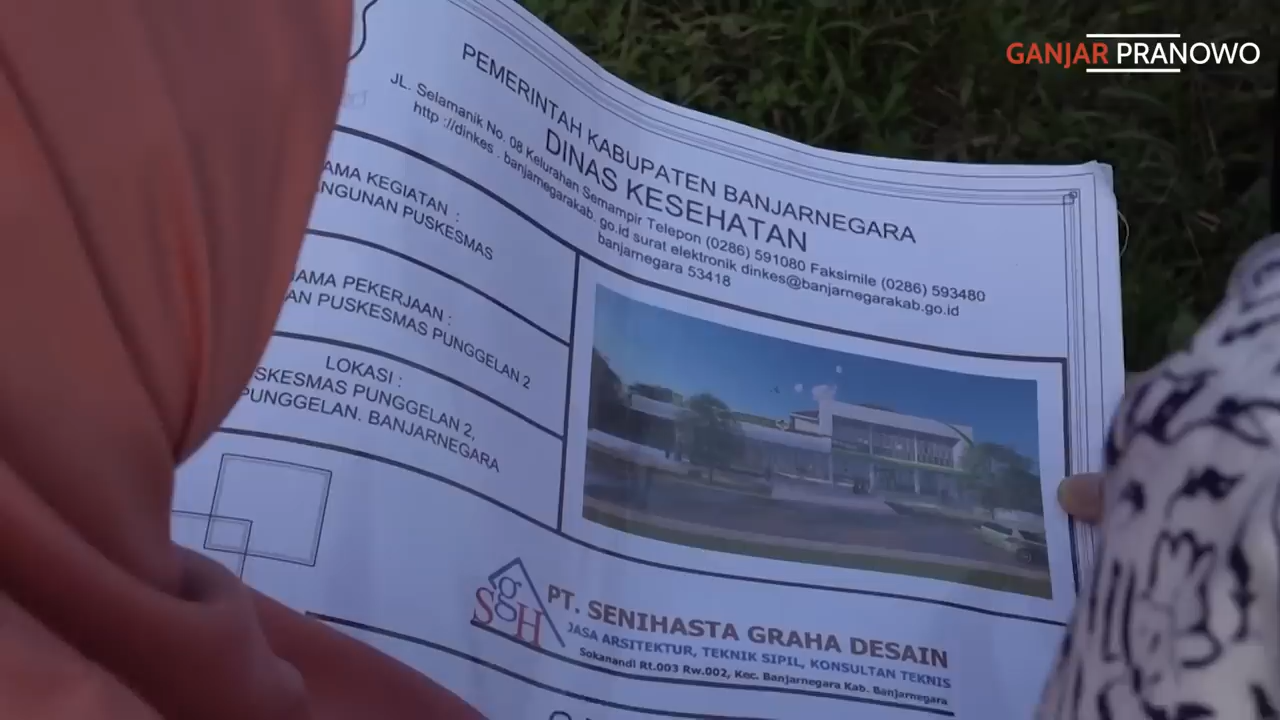 GANJAR PRANOWO
PEMERINTAH KABUPATEN BANJARNEGARA
DINAS KESEHATAN
JL. Selamanik No. 08 Kelurahan Semampir Telepon (0286) 591080 Faksimile (0286) 593480
http ://dinkes . banjarnegarakab. go.id surat elektronik dinkes@banjarnegarakab.go.id
banjarnegara 53418
AMA KEGIATAN :
NGUNAN PUSKESMAS
AMA PEKERJAAN :
AN PUSKESMAS PUNGGELAN 2
LOKASI :
SKESMAS PUNGGELAN 2,
PUNGGELAN. BANJARNEGARA
SgH
PT. SENIHASTA GRAHA DESAIN
JASA ARSITEKTUR, TEKNIK SIPIL, KONSULTAN TEKNIS
Sokanandi Rt.003 Rw.002, Kec. Banjarnegara Kab. Banjarnegara